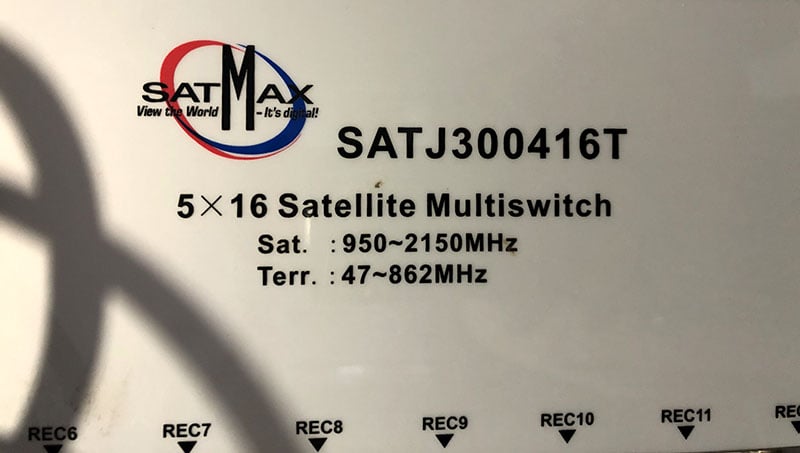 SATMAX
View the World - It's digital!
SATJ300416T
5×16 Satellite Multiswitch
Sat. : 950~2150MHz
Terr. : 47~862MHz
REC6 REC7 REC8 REC9 REC10 REC11